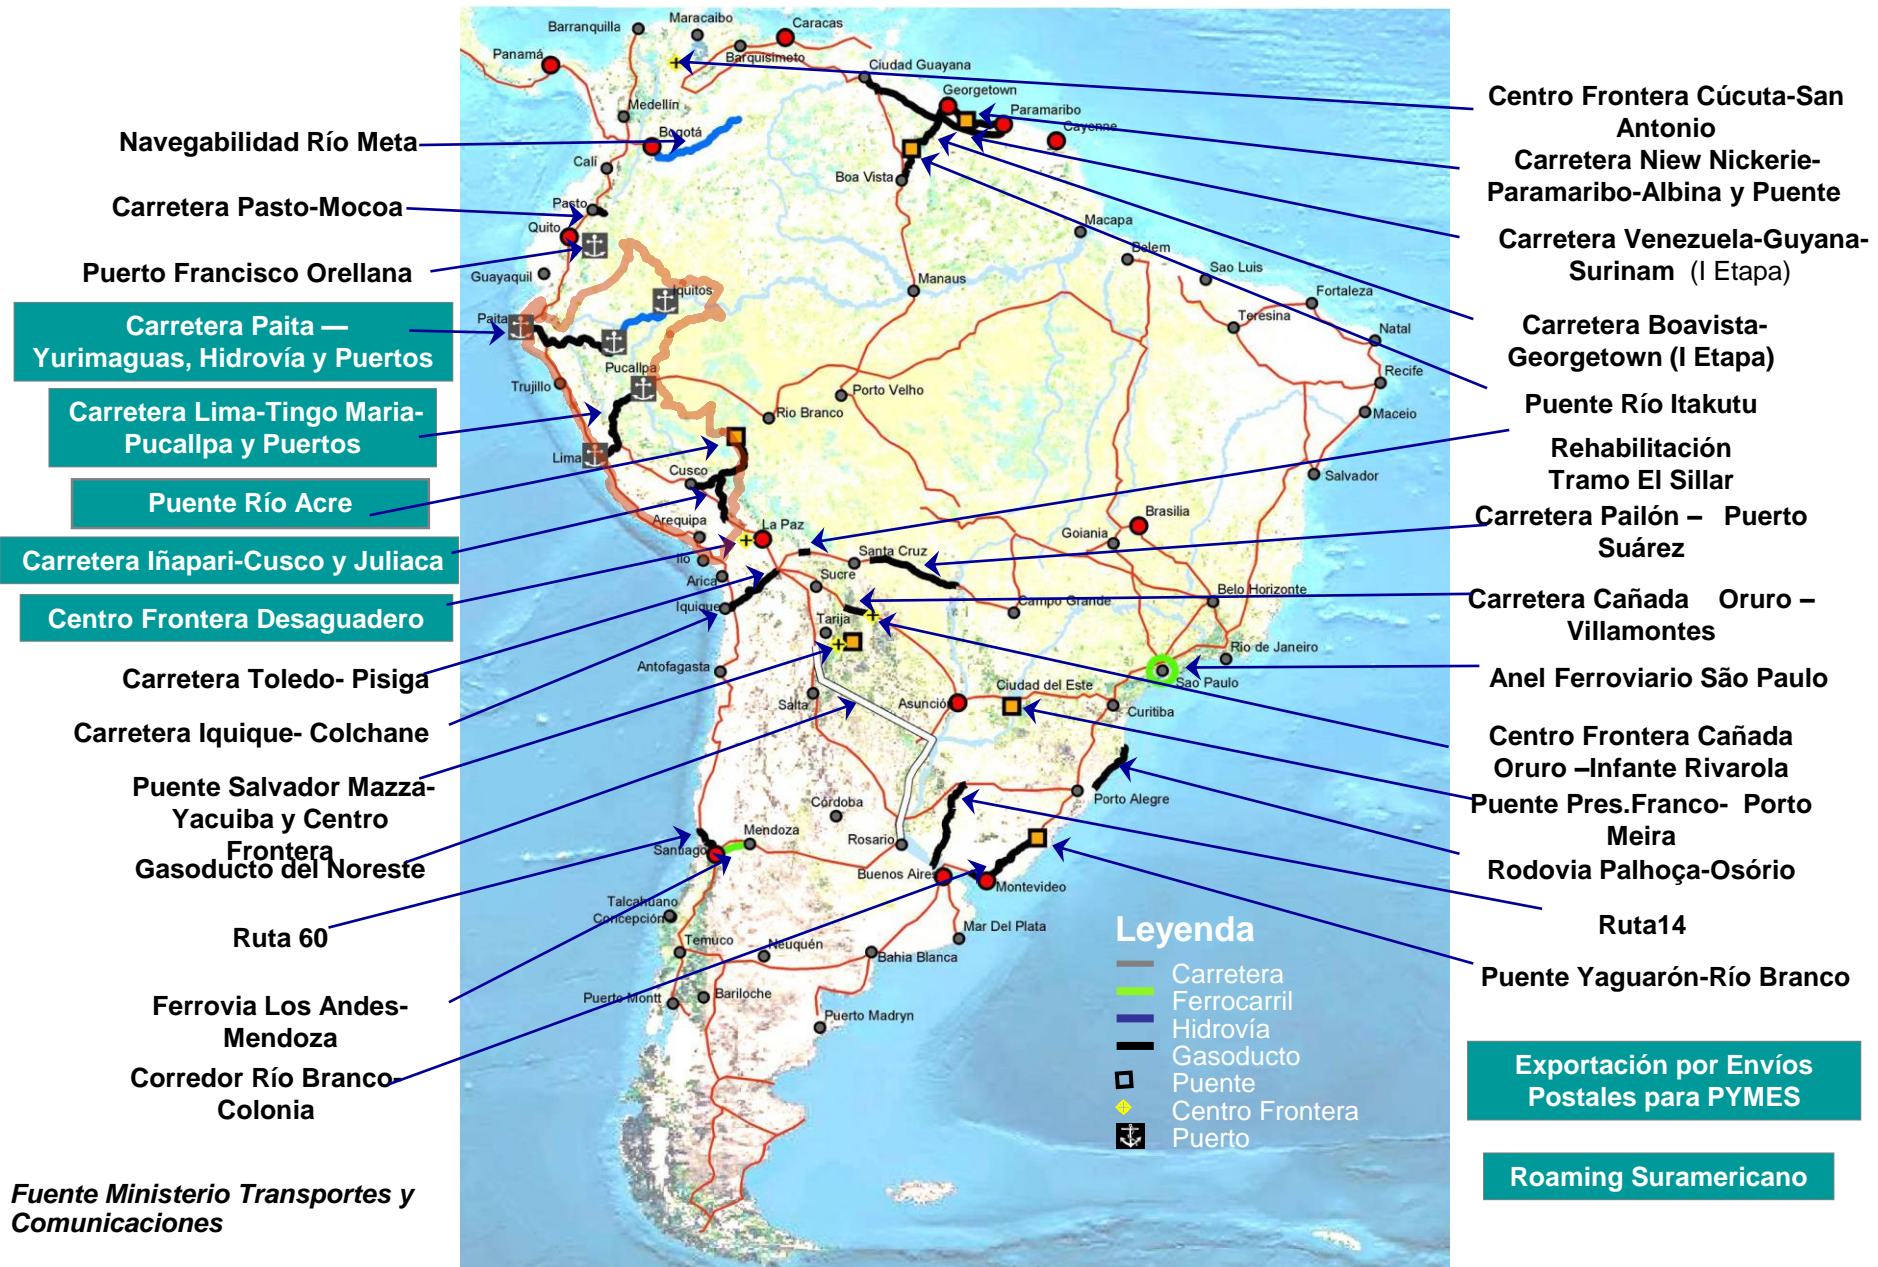 Navegabilidad Río Meta
Carretera Pasto-Mocoa
Puerto Francisco Orellana
Carretera Paita —
Yurimaguas, Hidrovía y Puertos
Carretera Lima-Tingo Maria-
Pucallpa y Puertos
Puente Río Acre
Carretera Iñapari-Cusco y Juliaca
Centro Frontera Desaguadero
Carretera Toledo- Pisiga
Carretera Iquique- Colchane
Puente Salvador Mazza-
Yacuiba y Centro
Frontera
Gasoducto del Noreste
Ruta 60
Ferrovia Los Andes-
Mendoza
Corredor Río Branco-
Colonia
Fuente Ministerio Transportes y
Comunicaciones
Barranquilla
Maracaibo
Caracas
Panamá
Barquisimeto
Ciudad Guayana
Georgetown
Medellín
Paramaribo
Bogotá
Cayenne
Calí
Boa Vista
Pasto
Macapa
Quito
Belem
Guayaquil
Sao Luis
Iquitos
Manaus
Fortaleza
Paita
Teresina
Natal
Pucallpa
Trujillo
Porto Velho
Recife
Rio Branco
Maceio
Lima
Cusco
Salvador
Arequipa
La Paz
Brasilia
Goiania
Ilo
Santa Cruz
Arica
Sucre
Iquique
Campo Grande
Belo Horizonte
Tarija
Rio de Janeiro
Antofagasta
Sao Paulo
Ciudad del Este
Salta
Asunción
Curitiba
Porto Alegre
Córdoba
Mendoza
Rosario
Santiago
Buenos Aires
Montevideo
Talcahuano
Concepción
Mar Del Plata
Temuco
Neuquén
Bahia Blanca
Puerto Montt
Bariloche
Puerto Madryn
Leyenda
Carretera
Ferrocarril
Hidrovía
Gasoducto
Puente
Centro Frontera
Puerto
Centro Frontera Cúcuta-San
Antonio
Carretera Niew Nickerie-
Paramaribo-Albina y Puente
Carretera Venezuela-Guyana-
Surinam (I Etapa)
Carretera Boavista-
Georgetown (I Etapa)
Puente Río Itakutu
Rehabilitación
Tramo El Sillar
Carretera Pailón – Puerto
Suárez
Carretera Cañada Oruro –
Villamontes
Anel Ferroviario São Paulo
Centro Frontera Cañada
Oruro –Infante Rivarola
Puente Pres.Franco- Porto
Meira
Rodovia Palhoça-Osório
Ruta14
Puente Yaguarón-Río Branco
Exportación por Envíos
Postales para PYMES
Roaming Suramericano